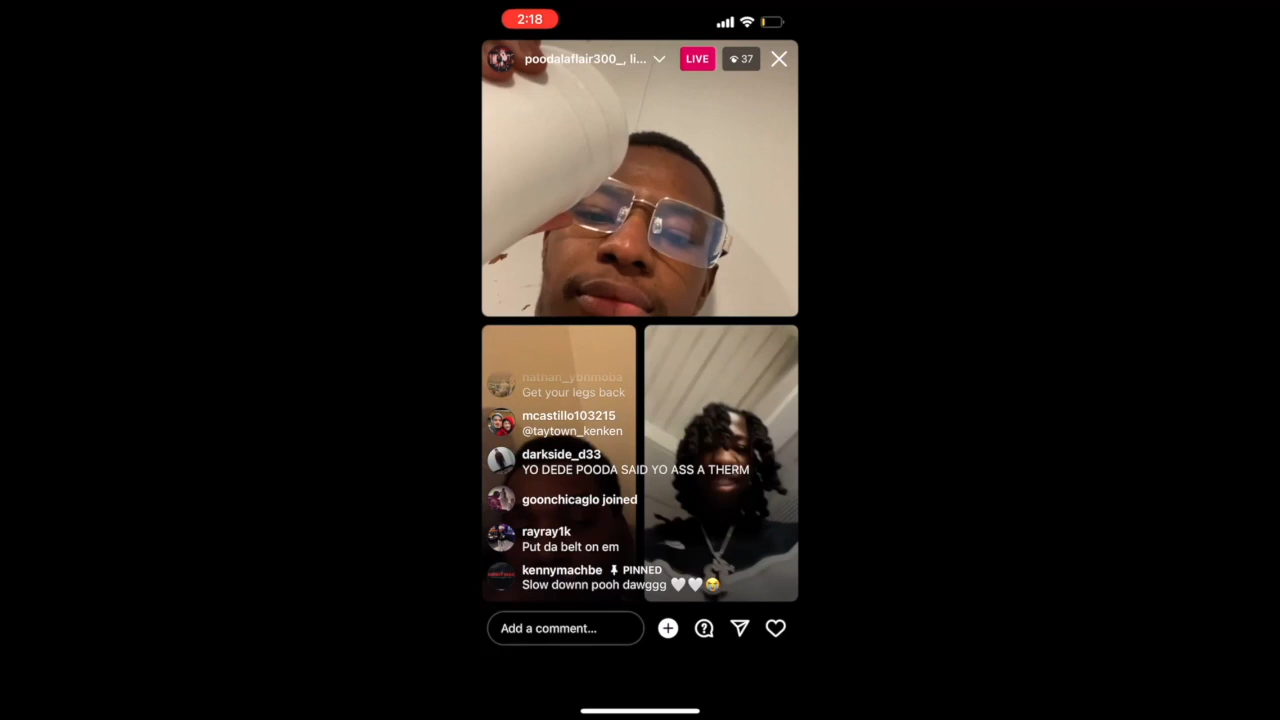 2:18
poodalaflair300_, li...
LIVE
37
nathan_yonmoba
Get your legs back
mcastillo103215
@taytown_kenken
darkside_d33
YO DEDE POODA SAID YO ASS A THERM
goonchicaglo joined
rayray1k
Put da belt on em
kennymachbe PINNED
Slow downn pooh dawggg 🤍🤍😭
Add a comment...